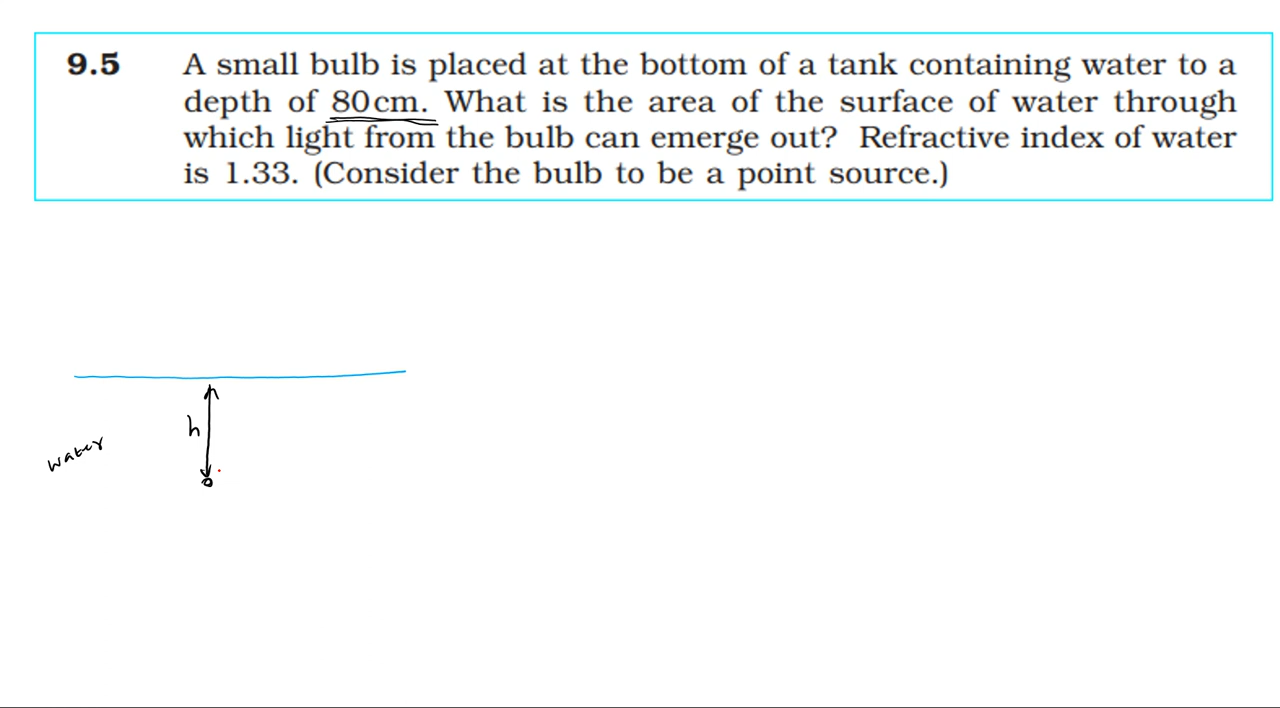 9.5 A small bulb is placed at the bottom of a tank containing water to a
depth of 80cm. What is the area of the surface of water through
which light from the bulb can emerge out? Refractive index of water
is 1.33. (Consider the bulb to be a point source.)
h
water